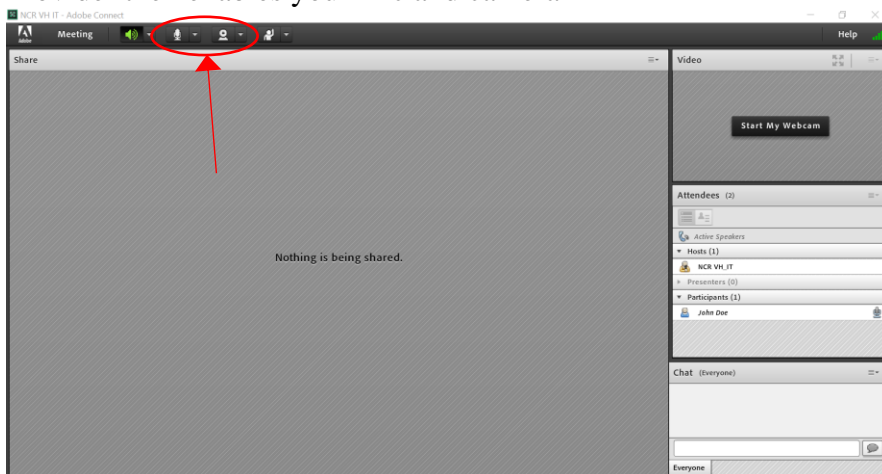 NCR VH IT - Adobe Connect
Adobe
Meeting
Help
Share
Video
Nothing is being shared.
Start My Webcam
Attendees (2)
Active Speakers
Hosts (1)
NCR VH_IT
Presenters (0)
Participants (1)
John Doe
Chat (Everyone)
Everyone